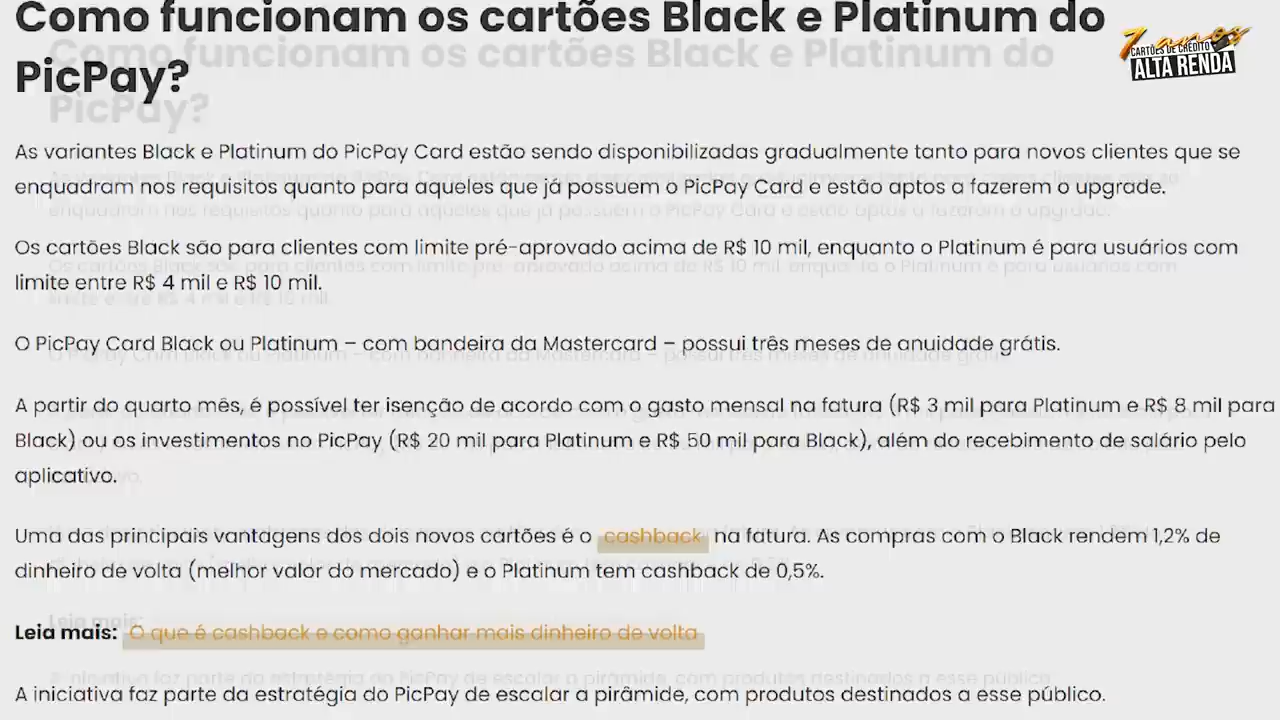 Como funcionam os cartões Black e Platinum do
PicPay?
7 anos
CARTÕES DE CRÉDITO
ALTA RENDA
As variantes Black e Platinum do PicPay Card estão sendo disponibilizadas gradualmente tanto para novos clientes que se
enquadram nos requisitos quanto para aqueles que já possuem o PicPay Card e estão aptos a fazerem o upgrade.
Os cartões Black são para clientes com limite pré-aprovado acima de R$ 10 mil, enquanto o Platinum é para usuários com
limite entre R$ 4 mil e R$ 10 mil.
O PicPay Card Black ou Platinum – com bandeira da Mastercard – possui três meses de anuidade grátis.
A partir do quarto mês, é possível ter isenção de acordo com o gasto mensal na fatura (R$ 3 mil para Platinum e R$ 8 mil para
Black) ou os investimentos no PicPay (R$ 20 mil para Platinum e R$ 50 mil para Black), além do recebimento de salário pelo
aplicativo.
Uma das principais vantagens dos dois novos cartões é o cashback na fatura. As compras com o Black rendem 1,2% de
dinheiro de volta (melhor valor do mercado) e o Platinum tem cashback de 0,5%.
Leia mais: O que é cashback e como ganhar mais dinheiro de volta
A iniciativa faz parte da estratégia do PicPay de escalar a pirâmide, com produtos destinados a esse público.